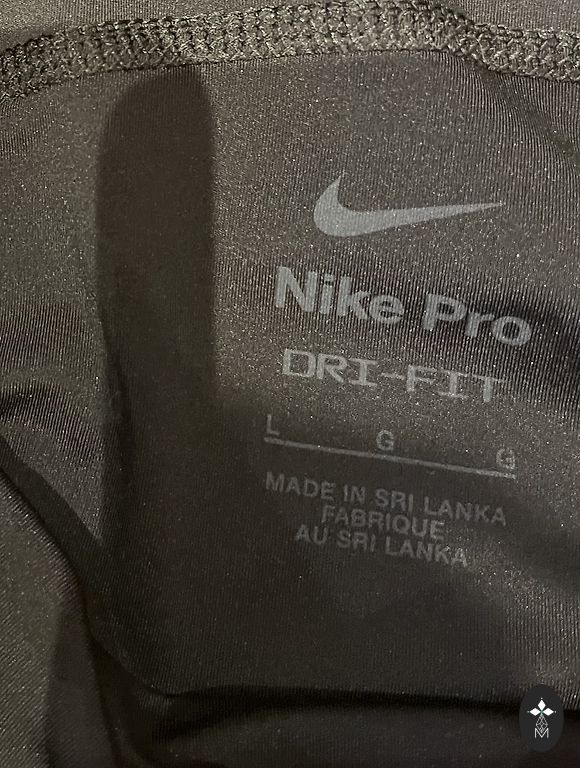 Nike Pro
DRI-FIT
L G G
MADE IN SRI LANKA
FABRIQUE
AU SRI LANKA